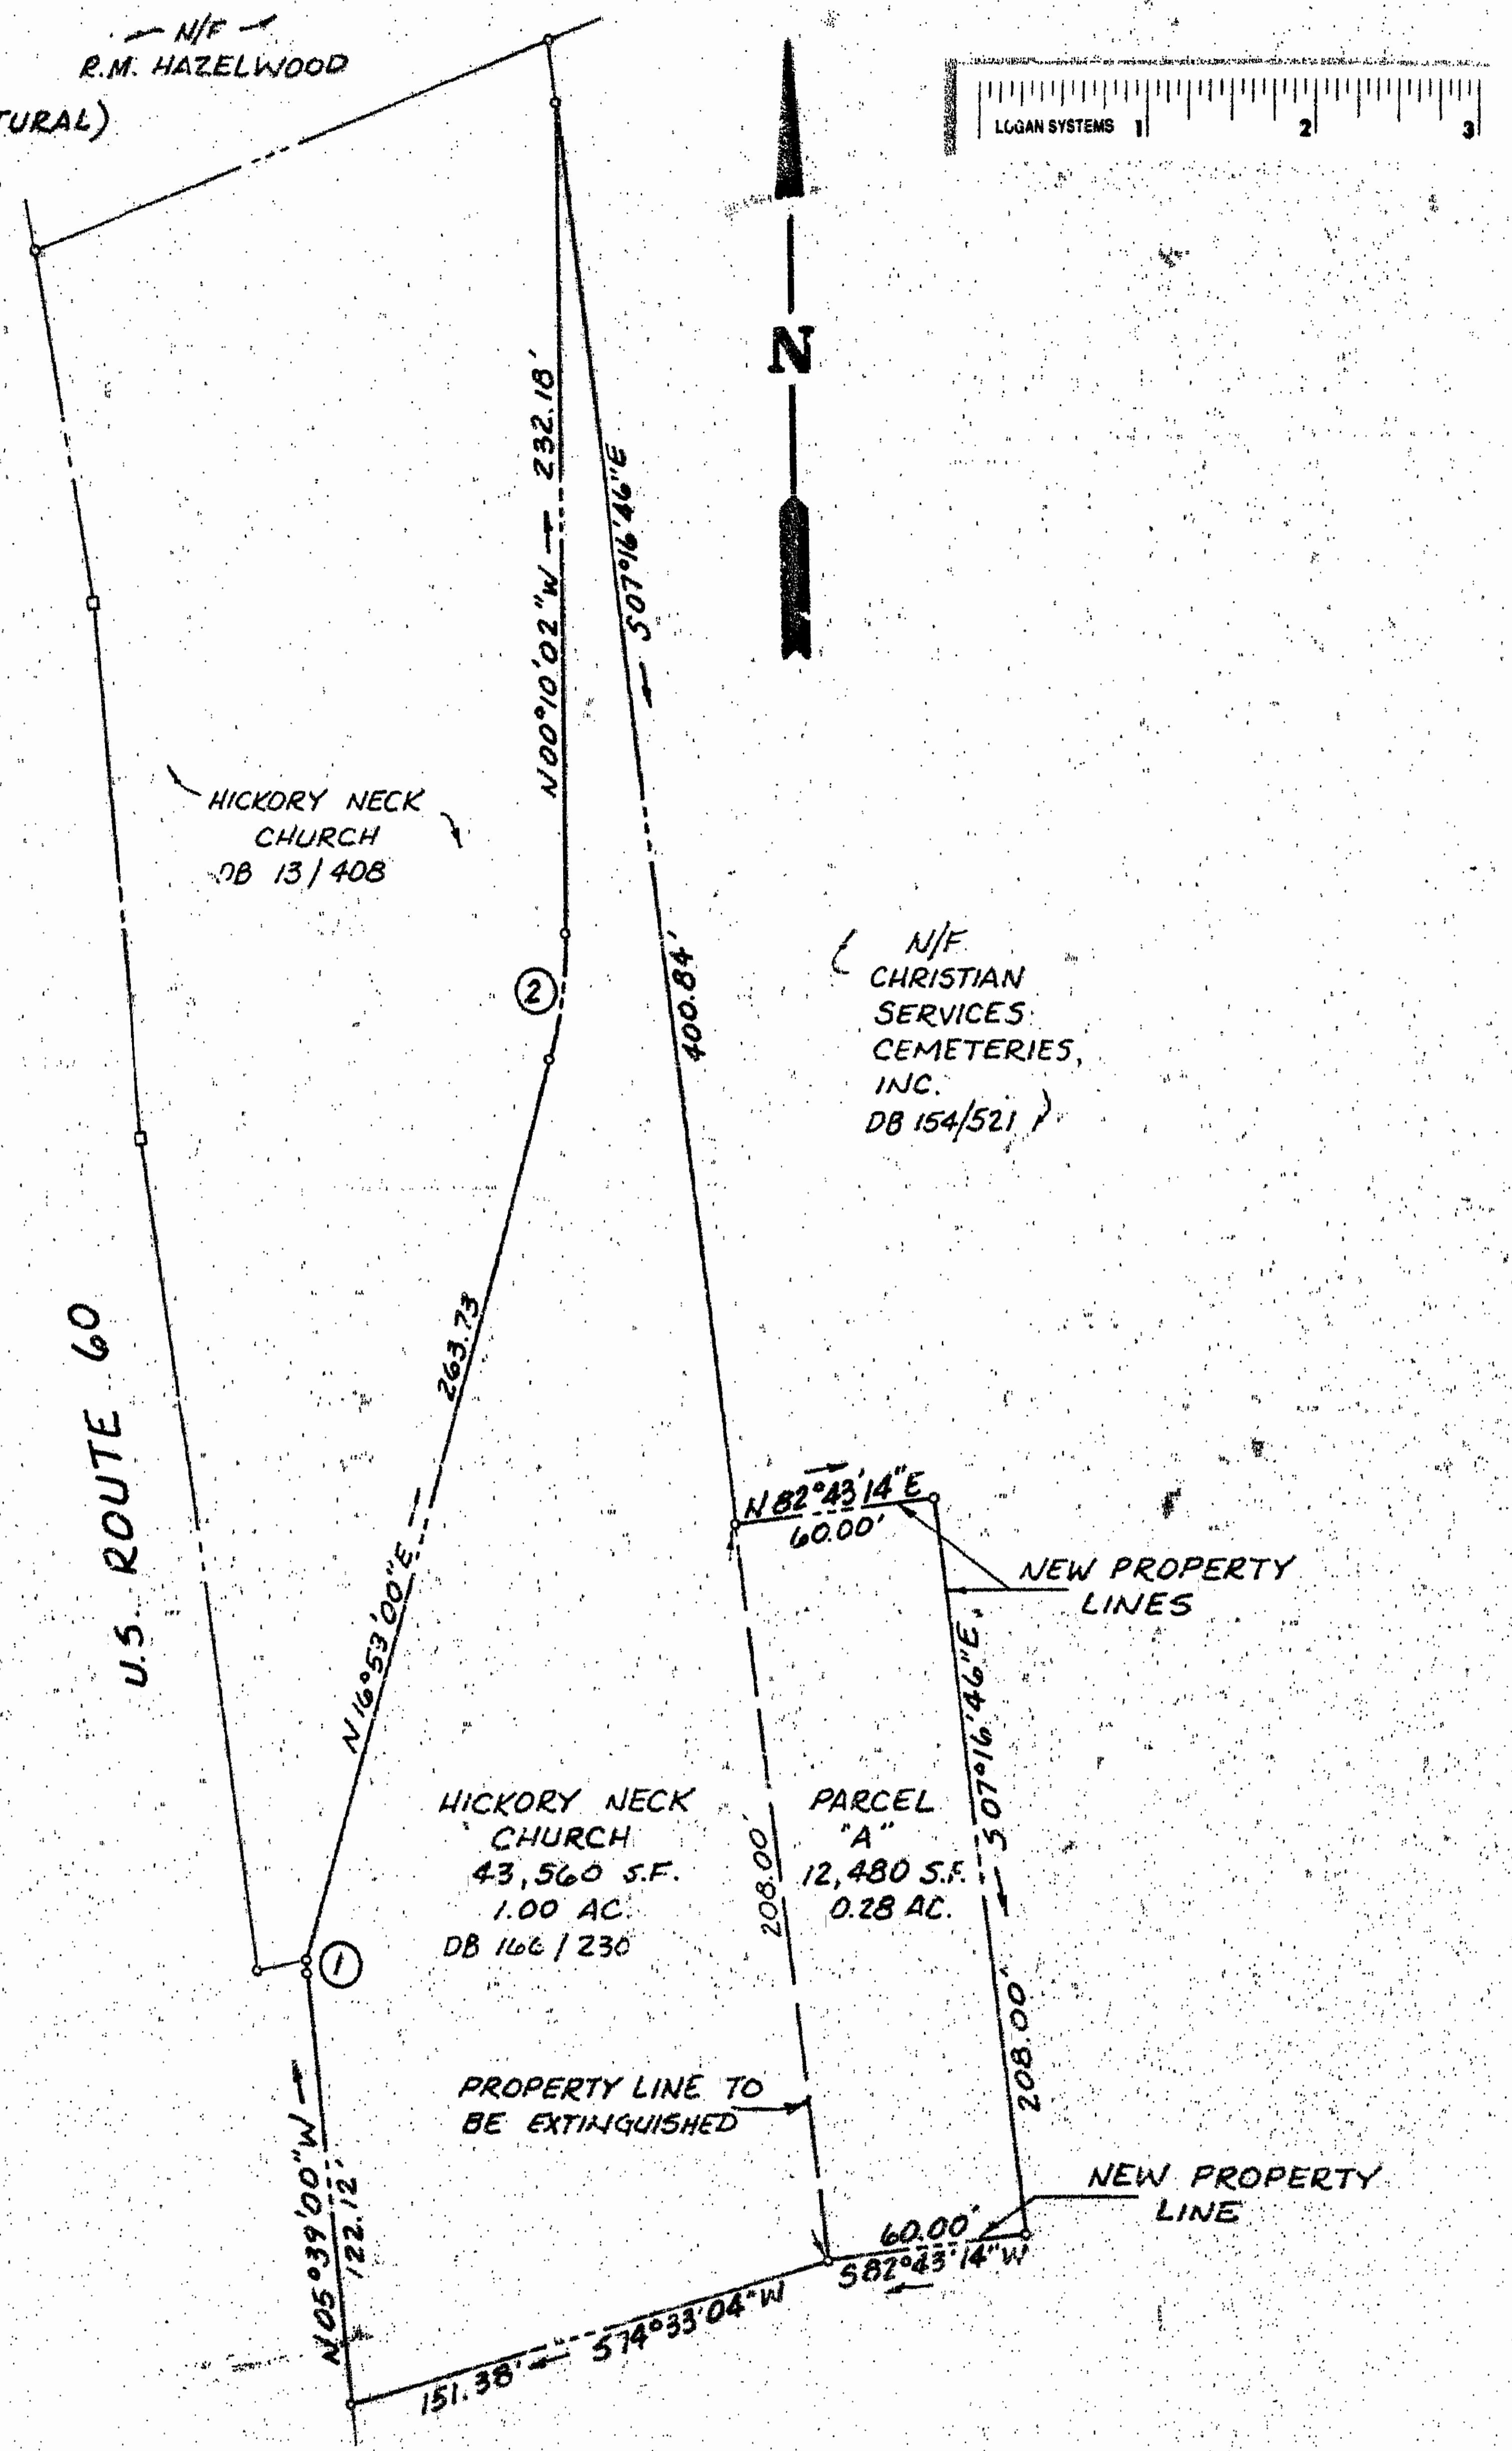 N/F
R.M. HAZELWOOD
TURAL)
LOGAN SYSTEMS 1 2 3
N
N00°10'02"W 232.18'
S07°16'46"E
400.84'
HICKORY NECK
CHURCH
DB 13/408
2
N/F
CHRISTIAN
SERVICES
CEMETERIES,
INC.
DB 154/521
U.S. ROUTE 60
N16°53'00"E 263.73
N82°43'14"E
60.00'
NEW PROPERTY
LINES
S07°16'46"E
208.00'
HICKORY NECK
CHURCH
43,560 S.F.
1.00 AC.
DB 166/230
208.00'
PARCEL
"A"
12,480 S.F.
0.28 AC.
1
PROPERTY LINE TO
BE EXTINGUISHED
N05°39'00"W
122.12'
NEW PROPERTY
LINE
60.00'
S82°43'14"W
151.38' S74°33'04"W